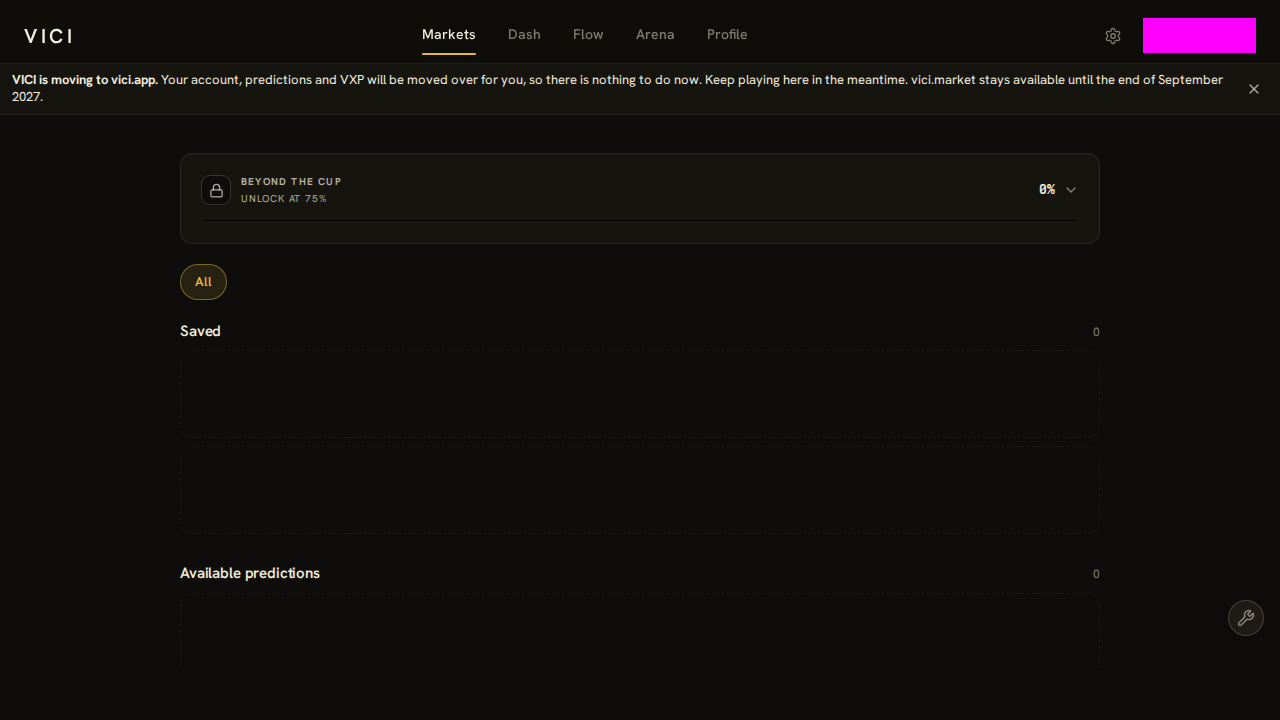 VICI
Markets
Dash
Flow
Arena
Profile
VICI is moving to vici.app. Your account, predictions and VXP will be moved over for you, so there is nothing to do now. Keep playing here in the meantime. vici.market stays available until the end of September
2027.
BEYOND THE CUP
UNLOCK AT 75%
0%
All
Saved
0
Available predictions
0